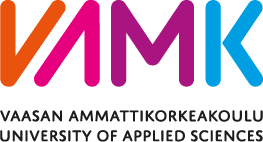 VAMK
VAASAN AMMATTIKORKEAKOULU
UNIVERSITY OF APPLIED SCIENCES